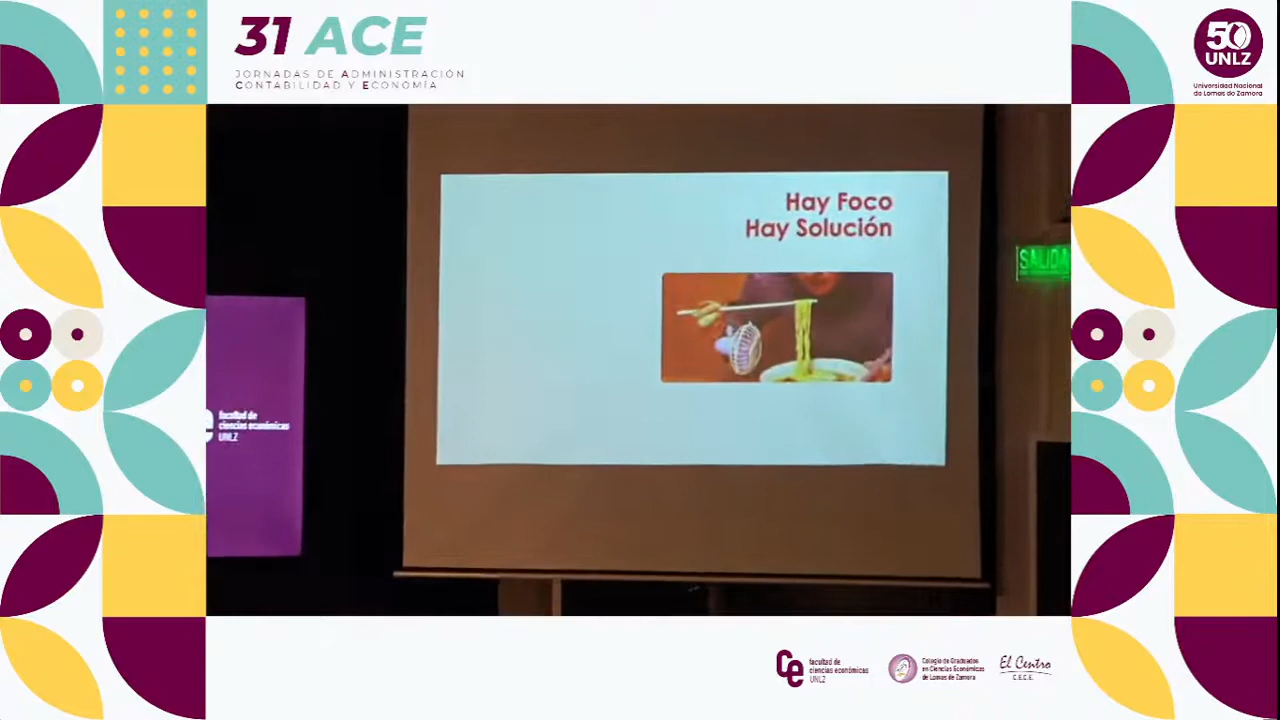 31 ACE
JORNADAS DE ADMINISTRACIÓN
CONTABILIDAD Y ECONOMÍA
50
UNLZ
Universidad Nacional
de Lomas de Zamora
Hay Foco
Hay Solución
SALIDA
facultad de
ciencias económicas
UNLZ
ce
facultad de
ciencias económicas
UNLZ
Colegio de Graduados
en Ciencias Económicas
de Lomas de Zamora
El Centro
C.E.C.E.